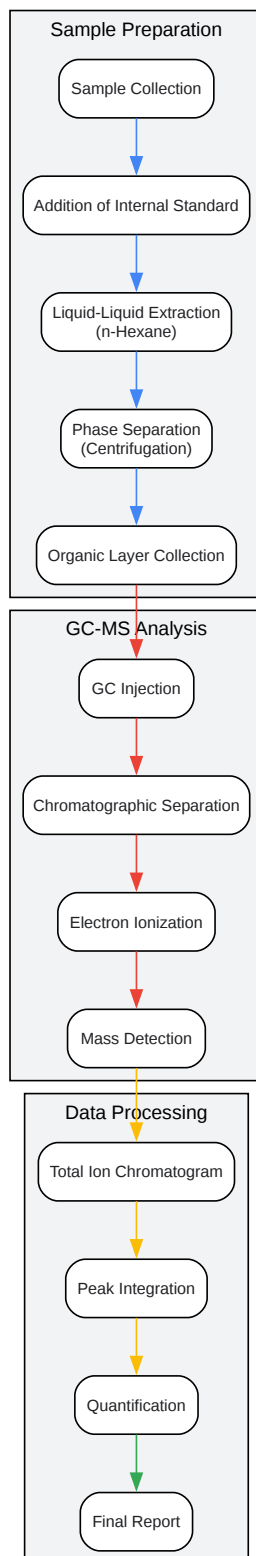 Sample Preparation
Sample Collection
Addition of Internal Standard
Liquid-Liquid Extraction
(n-Hexane)
Phase Separation
(Centrifugation)
Organic Layer Collection
GC-MS Analysis
GC Injection
Chromatographic Separation
Electron Ionization
Mass Detection
Data Processing
Total Ion Chromatogram
Peak Integration
Quantification
Final Report